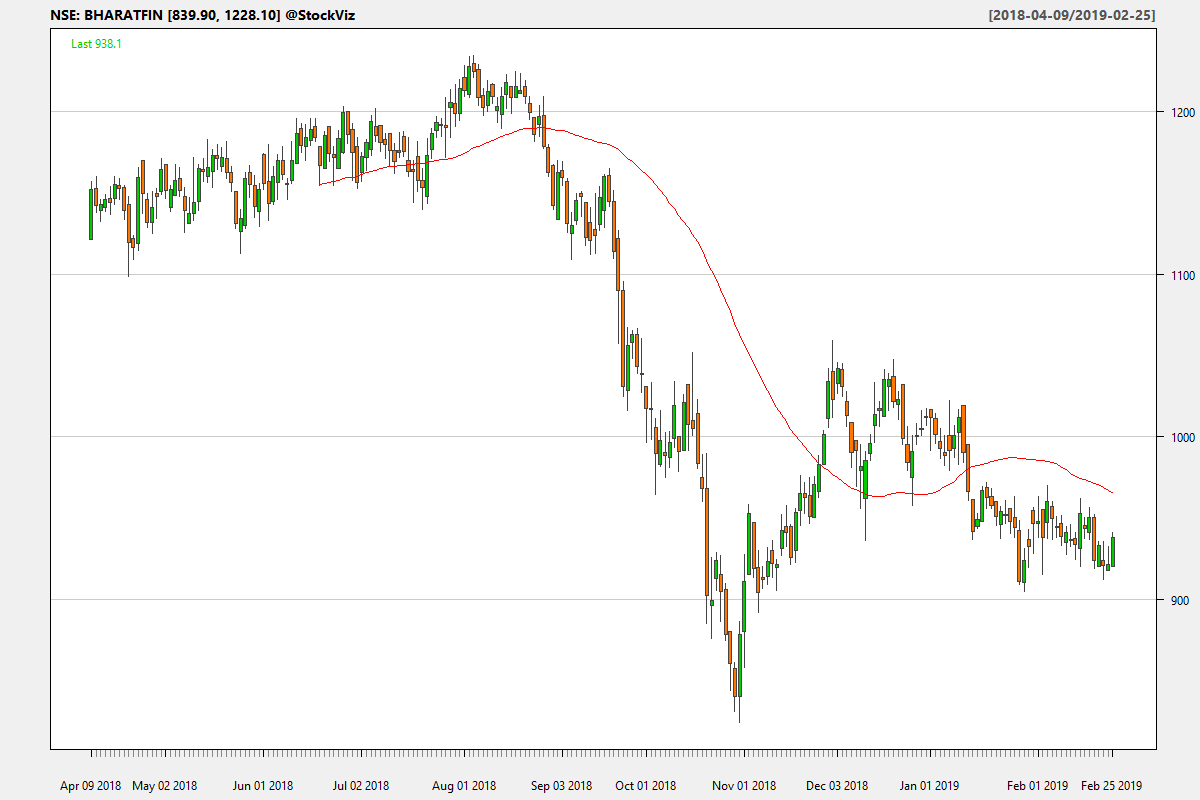 NSE: BHARATFIN [839.90, 1228.10] @StockViz [2018-04-09/2019-02-25]
Last 938.1
1200
1100
1000
900
Apr 09 2018 May 02 2018 Jun 01 2018 Jul 02 2018 Aug 01 2018 Sep 03 2018 Oct 01 2018 Nov 01 2018 Dec 03 2018 Jan 01 2019 Feb 01 2019 Feb 25 2019